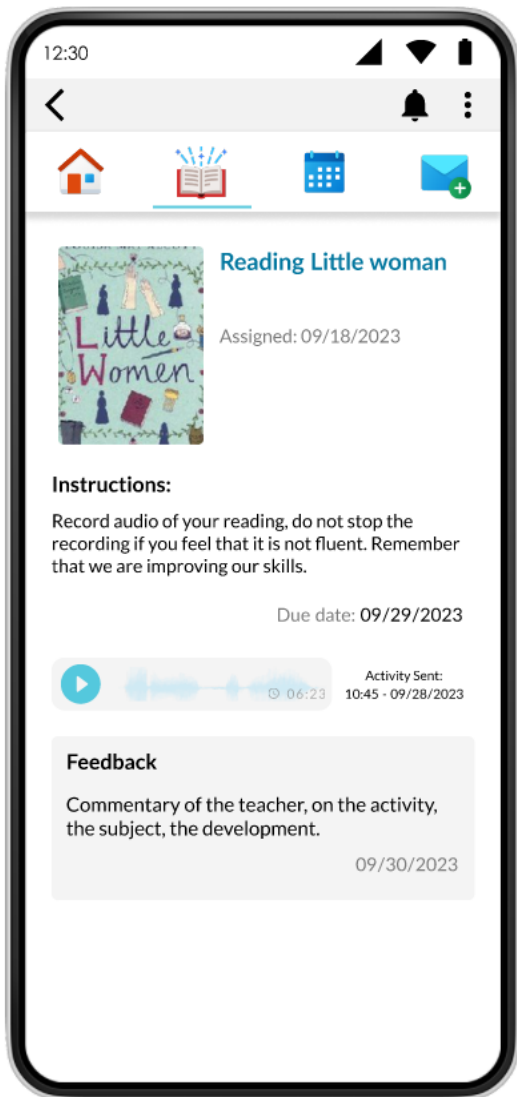 12:30
Reading Little woman
Little
Women
Assigned: 09/18/2023
Instructions:
Record audio of your reading, do not stop the
recording if you feel that it is not fluent. Remember
that we are improving our skills.
Due date: 09/29/2023
06:23
Activity Sent:
10:45 - 09/28/2023
Feedback
Commentary of the teacher, on the activity,
the subject, the development.
09/30/2023